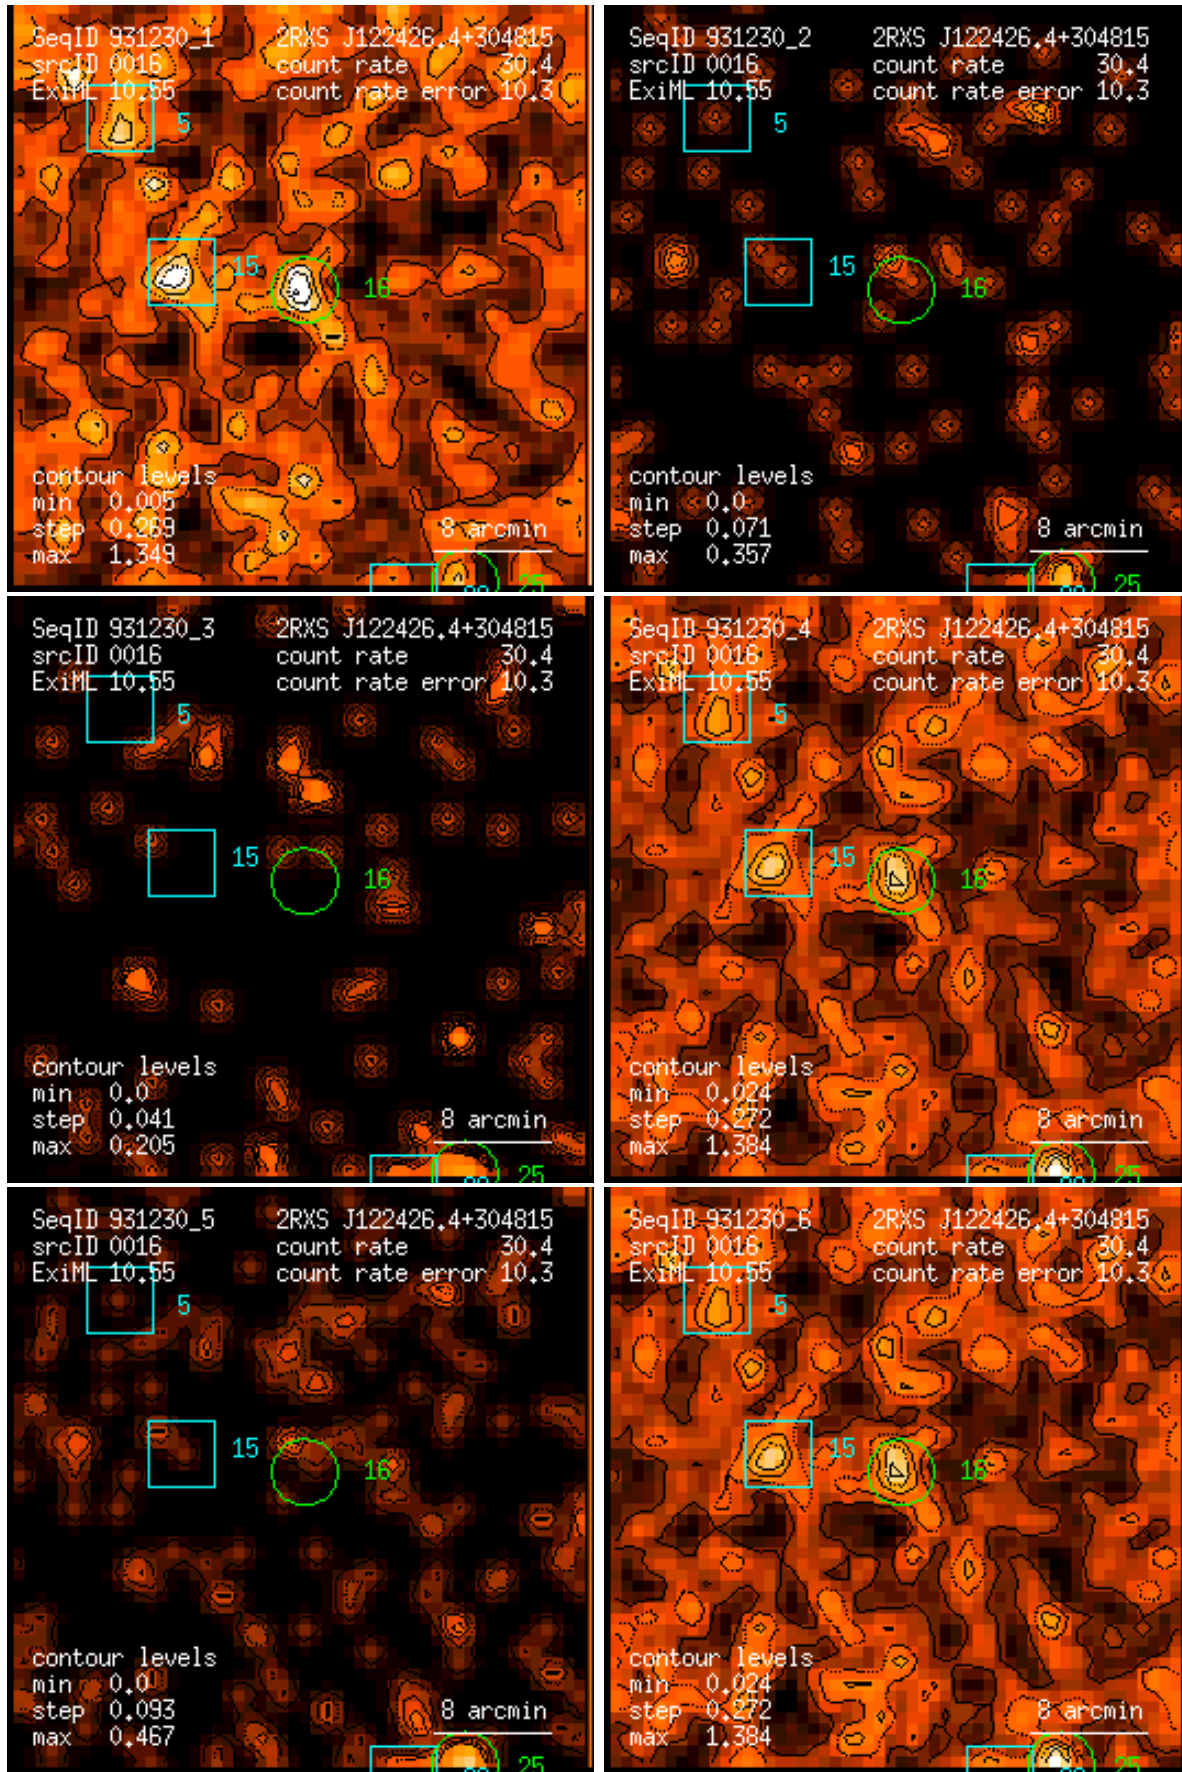 SeqID 931230_1 2RXS J122426.4+304815
srcID 0016 count rate 30.4
ExiML 10.55 count rate error 10.3
5
15
16
contour levels
min 0.005
step 0.269
max 1.349
8 arcmin
25
SeqID 931230_2 2RXS J122426.4+304815
srcID 0016 count rate 30.4
ExiML 10.55 count rate error 10.3
5
15
16
contour levels
min 0.0
step 0.071
max 0.357
8 arcmin
25
SeqID 931230_3 2RXS J122426.4+304815
srcID 0016 count rate 30.4
ExiML 10.55 count rate error 10.3
5
15
16
contour levels
min 0.0
step 0.041
max 0.205
8 arcmin
25
SeqID 931230_4 2RXS J122426.4+304815
srcID 0016 count rate 30.4
ExiML 10.55 count rate error 10.3
5
15
16
contour levels
min 0.024
step 0.272
max 1.384
8 arcmin
25
SeqID 931230_5 2RXS J122426.4+304815
srcID 0016 count rate 30.4
ExiML 10.55 count rate error 10.3
5
15
16
contour levels
min 0.0
step 0.093
max 0.467
8 arcmin
25
SeqID 931230_6 2RXS J122426.4+304815
srcID 0016 count rate 30.4
ExiML 10.55 count rate error 10.3
5
15
16
contour levels
min 0.024
step 0.272
max 1.384
8 arcmin
25